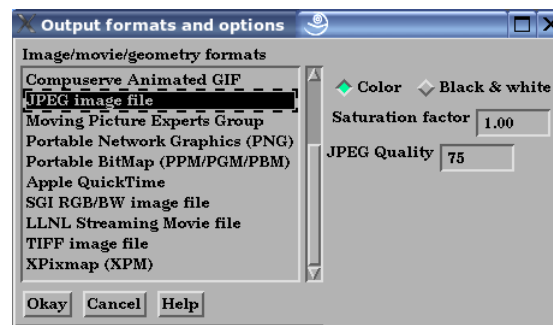 Output formats and options
Image/movie/geometry formats
Compuserve Animated GIF
JPEG image file
Moving Picture Experts Group
Portable Network Graphics (PNG)
Portable BitMap (PPM/PGM/PBM)
Apple QuickTime
SGI RGB/BW image file
LLNL Streaming Movie file
TIFF image file
XPixmap (XPM)
Color Black & white
Saturation factor 1.00
JPEG Quality 75
Okay Cancel Help